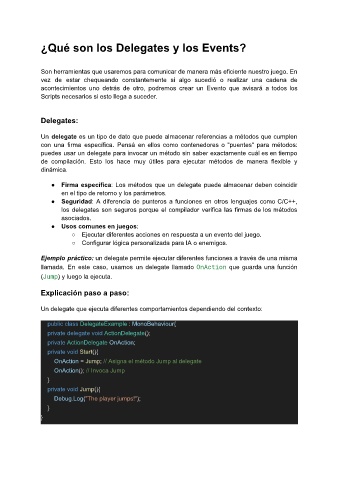 ¿Qué son los Delegates y los Events?
Son herramientas que usaremos para comunicar de manera más eficiente nuestro juego. En
vez de estar chequeando constantemente si algo sucedió o realizar una cadena de
acontecimientos uno detrás de otro, podremos crear un Evento que avisará a todos los
Scripts necesarios si esto llega a suceder.
Delegates:
Un delegate es un tipo de dato que puede almacenar referencias a métodos que cumplen
con una firma específica. Pensá en ellos como contenedores o "puentes" para métodos:
puedes usar un delegate para invocar un método sin saber exactamente cuál es en tiempo
de compilación. Esto los hace muy útiles para ejecutar métodos de manera flexible y
dinámica.
● Firma específica: Los métodos que un delegate puede almacenar deben coincidir
en el tipo de retorno y los parámetros.
● Seguridad: A diferencia de punteros a funciones en otros lenguajes como C/C++,
los delegates son seguros porque el compilador verifica las firmas de los métodos
asociados.
● Usos comunes en juegos:
○ Ejecutar diferentes acciones en respuesta a un evento del juego.
○ Configurar lógica personalizada para IA o enemigos.
Ejemplo práctico: un delegate permite ejecutar diferentes funciones a través de una misma
llamada. En este caso, usamos un delegate llamado OnAction que guarda una función
(Jump) y luego la ejecuta.
Explicación paso a paso:
Un delegate que ejecuta diferentes comportamientos dependiendo del contexto:
public class DelegateExample : MonoBehaviour{
private delegate void ActionDelegate();
private ActionDelegate OnAction;
private void Start(){
OnAction = Jump; // Asigna el método Jump al delegate
OnAction(); // Invoca Jump
}
private void Jump(){
Debug.Log("The player jumps!");
}
}